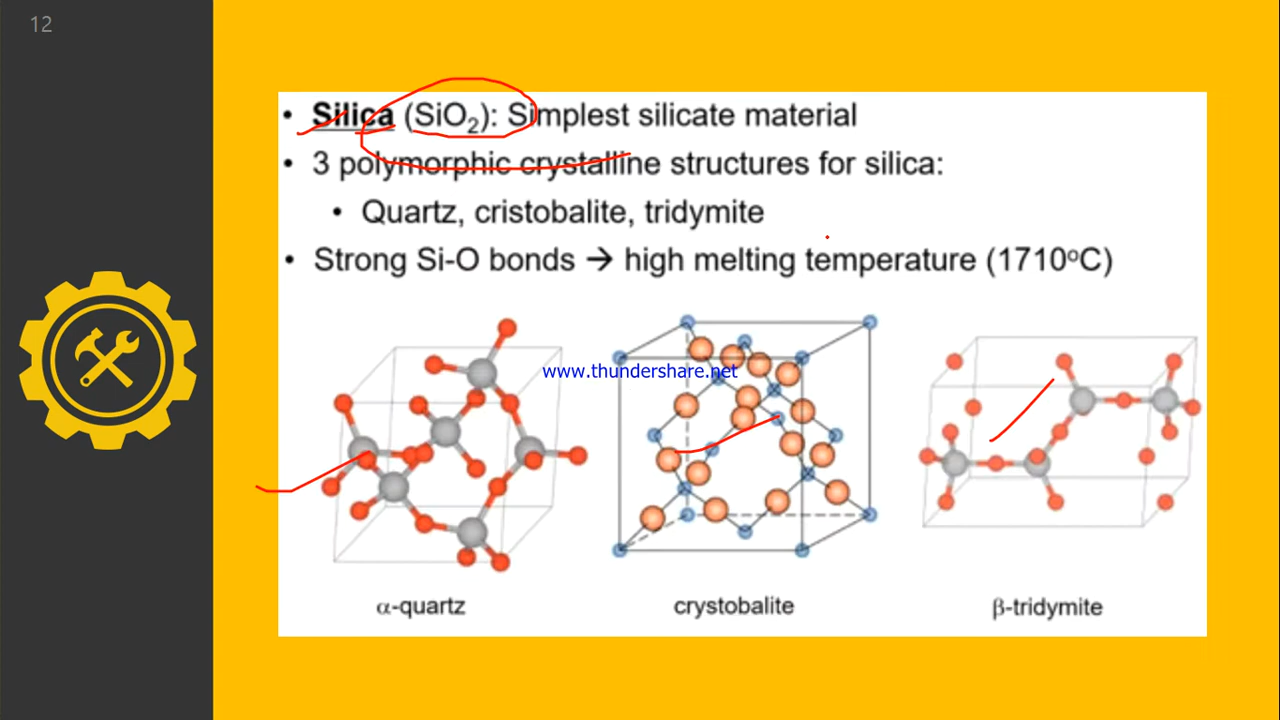 12
• Silica (SiO₂): Simplest silicate material
• 3 polymorphic crystalline structures for silica:
• Quartz, cristobalite, tridymite
• Strong Si-O bonds → high melting temperature (1710ºC)
www.thundershare.net
α-quartz
crystobalite
β-tridymite